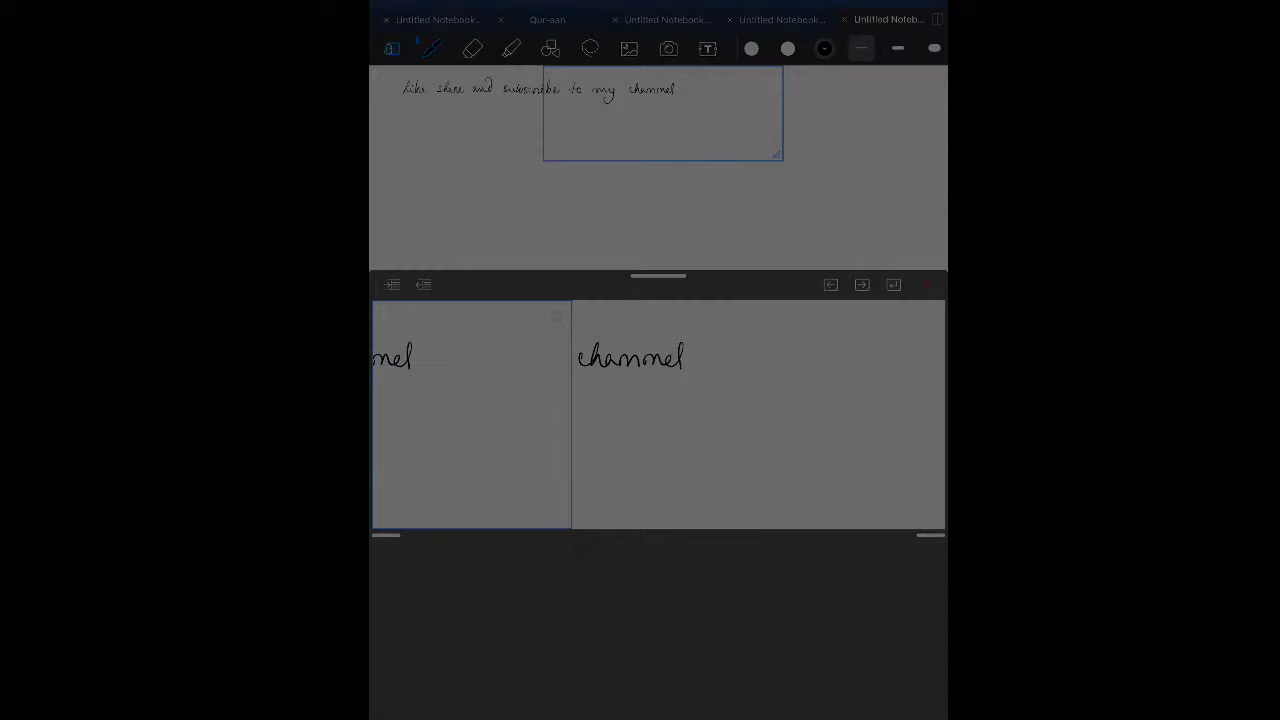 Untitled Notebook... Qur-aan Untitled Notebook... Untitled Notebook... Untitled Noteb...
T
like share and subscribe to my channel
nel channel